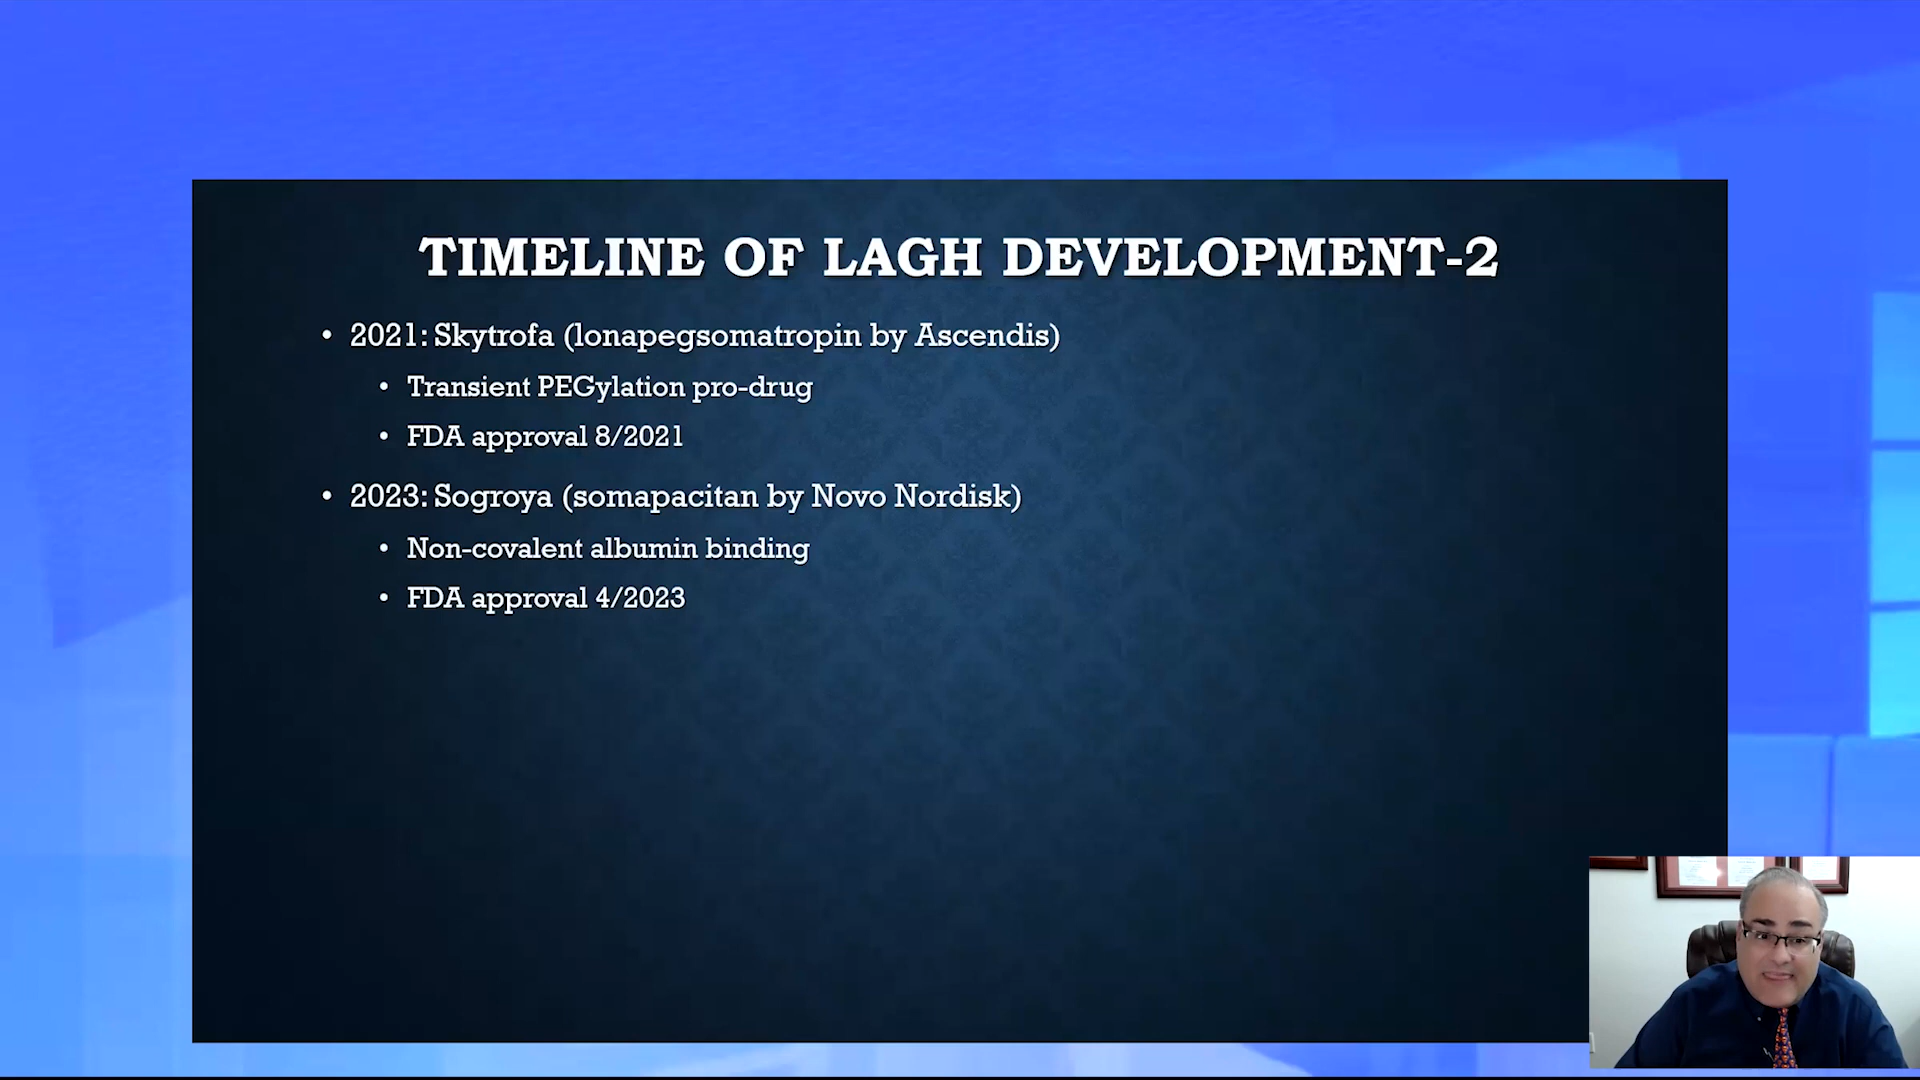 TIMELINE OF LAGH DEVELOPMENT-2
• 2021: Skytrofa (lonapegsomatropin by Ascendis)
• Transient PEGylation pro-drug
• FDA approval 8/2021
• 2023: Sogroya (somapacitan by Novo Nordisk)
• Non-covalent albumin binding
• FDA approval 4/2023